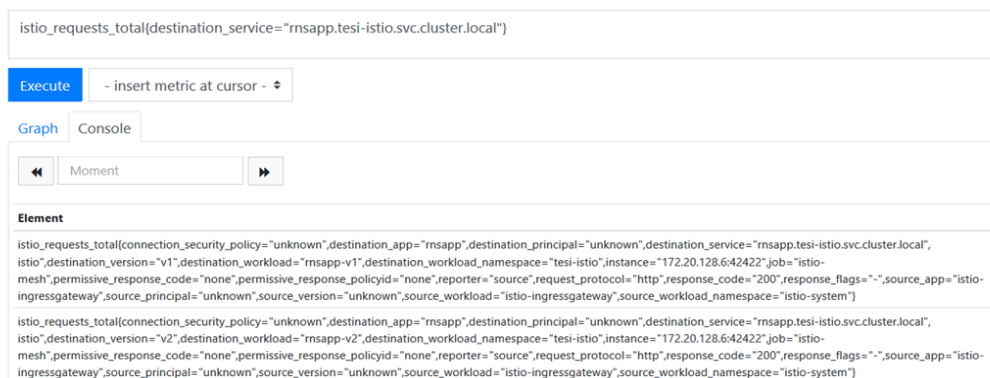 istio_requests_total{destination_service="rnsapp.tesi-istio.svc.cluster.local"}
Execute
- insert metric at cursor -
Graph
Console
Moment
Element
istio_requests_total{connection_security_policy="unknown",destination_app="rnsapp",destination_principal="unknown",destination_service="rnsapp.tesi-istio.svc.cluster.local",
istio",destination_version="v1",destination_workload="rnsapp-v1",destination_workload_namespace="tesi-istio",instance="172.20.128.6:42422",job="istio-
mesh",permissive_response_code="none",permissive_response_policyid="none",reporter="source",request_protocol="http",response_code="200",response_flags="-",source_app="istio-
ingressgateway",source_principal="unknown",source_version="unknown",source_workload="istio-ingressgateway",source_workload_namespace="istio-system"}
istio_requests_total{connection_security_policy="unknown",destination_app="rnsapp",destination_principal="unknown",destination_service="rnsapp.tesi-istio.svc.cluster.local",
istio",destination_version="v2",destination_workload="rnsapp-v2",destination_workload_namespace="tesi-istio",instance="172.20.128.6:42422",job="istio-
mesh",permissive_response_code="none",permissive_response_policyid="none",reporter="source",request_protocol="http",response_code="200",response_flags="-",source_app="istio-
ingressgateway",source_principal="unknown",source_version="unknown",source_workload="istio-ingressgateway",source_workload_namespace="istio-system"}